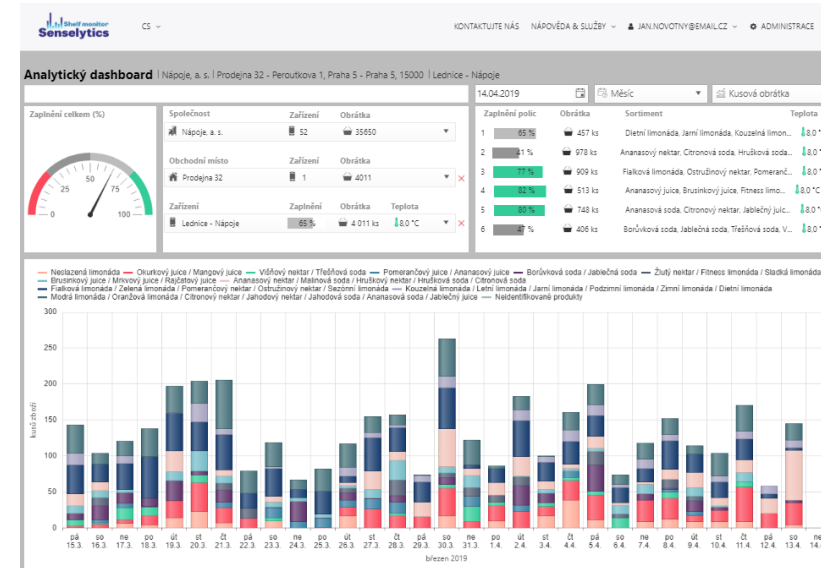 Shelf monitor
Senselytics
CS
KONTAKTUJTE NÁS NÁPOVĚDA & SLUŽBY JAN.NOVOTNY@EMAIL.CZ ADMINISTRACE
Analytický dashboard | Nápoje, a. s. | Prodejna 32 - Peroutkova 1, Praha 5 - Praha 5, 15000 | Lednice - Nápoje
14.04.2019 Měsíc Kusová obrátka
Zaplnění celkem (%)
0 25 50 75 100
Společnost Zařízení Obrátka
Nápoje, a. s. 52 35650
Obchodní místo Zařízení Obrátka
Prodejna 32 1 4011
Zařízení Zaplnění Obrátka Teplota
Lednice - Nápoje 65 % 4 011 ks 8,0 °C
Zaplnění polic Obrátka Sortiment Teplota
1 65 % 457 ks Dietní limonáda, Jarní limonáda, Kouzelná limon... 8,0
2 41 % 978 ks Ananasový nektar, Citronová soda, Hrušková soda... 8,0
3 77 % 909 ks Fialková limonáda, Ostružinový nektar, Pomeranč... 8,0
4 82 % 513 ks Ananasový juice, Brusinkový juice, Fitness limo... 8,0 °C
5 80 % 748 ks Ananasová soda, Citronový nektar, Jablečný juic... 8,0
6 47 % 406 ks Borůvková soda, Jablečná soda, Třešňová soda, V... 8,0
Neslazená limonáda Okurkový juice / Mangový juice Višňový nektar / Třešňová soda Pomerančový juice / Ananasový juice Borůvková soda / Jablečná soda Žlutý nektar / Fitness limonáda / Sladká limonáda
Brusinkový juice / Mrkvový juice / Rajčatový juice Ananasový nektar / Malinová soda / Hruškový nektar / Hrušková soda / Citronová soda
Fialková limonáda / Zelená limonáda / Pomerančový nektar / Ostružinový nektar / Sezónní limonáda Kouzelná limonáda / Letní limonáda / Jarní limonáda / Podzimní limonáda / Zimní limonáda / Dietní limonáda
Modrá limonáda / Oranžová limonáda / Citronový nektar / Jahodový nektar / Jahodová soda / Ananasová soda / Jablečný juice Neidentifikované produkty
300
250
200
150
100
50
0
kusů zboží
pá so ne po út st čt pá so ne po út st čt pá so ne po út st čt pá so ne po út st čt pá so ne
15.3. 16.3. 17.3. 18.3. 19.3. 20.3. 21.3. 22.3. 23.3. 24.3. 25.3. 26.3. 27.3. 28.3. 29.3. 30.3. 31.3. 1.4. 2.4. 3.4. 4.4. 5.4. 6.4. 7.4. 8.4. 9.4. 10.4. 11.4. 12.4. 13.4. 14.
březen 2019